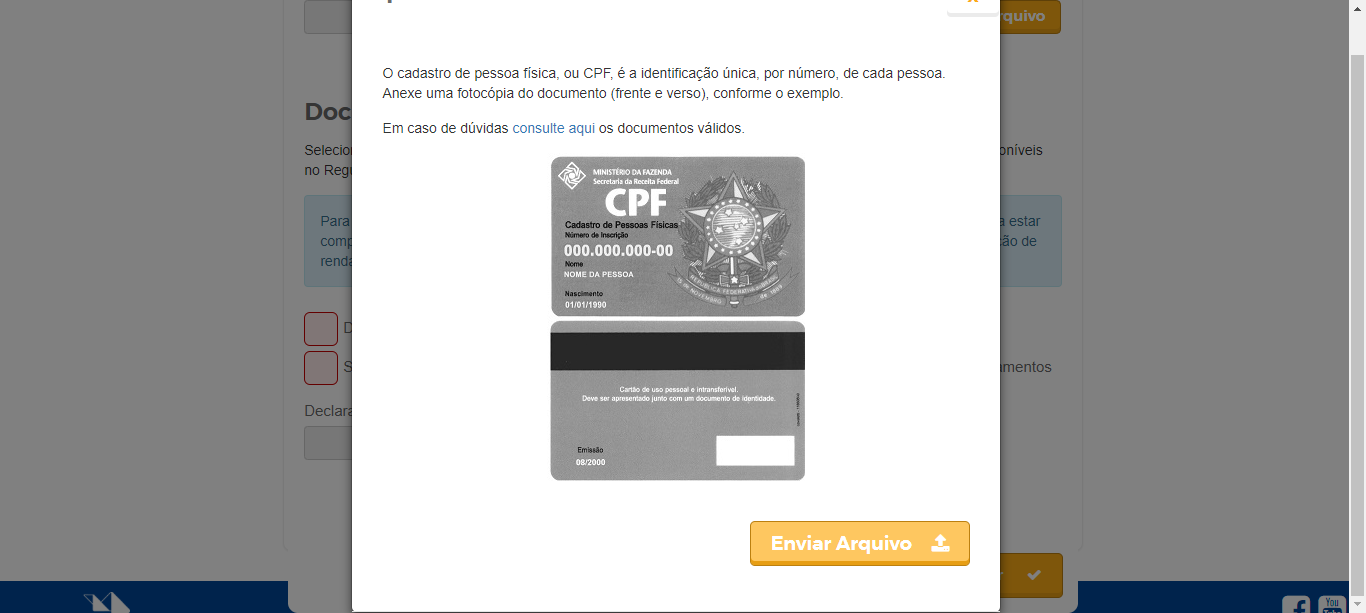 rquivo
O cadastro de pessoa física, ou CPF, é a identificação única, por número, de cada pessoa.
Anexe uma fotocópia do documento (frente e verso), conforme o exemplo.
Doc
Em caso de dúvidas consulte aqui os documentos válidos.
Selecio
oníveis
no Regu
MINISTÉRIO DA FAZENDA
Secretaria da Receita Federal
CPF
Cadastro de Pessoas Físicas
Número de Inscrição
000.000.000-00
Nome
NOME DA PESSOA
Nascimento
01/01/1990
REPÚBLICA FEDERATIVA
15 DE NOVEMBRO
de 1889
Para
a estar
comp
ão de
renda
D
S
umentos
Declara
Cartão de uso pessoal e intransferível.
Deve ser apresentado junto com um documento de identidade.
Emissão
08/2000
Enviar Arquivo
f
You
Tube